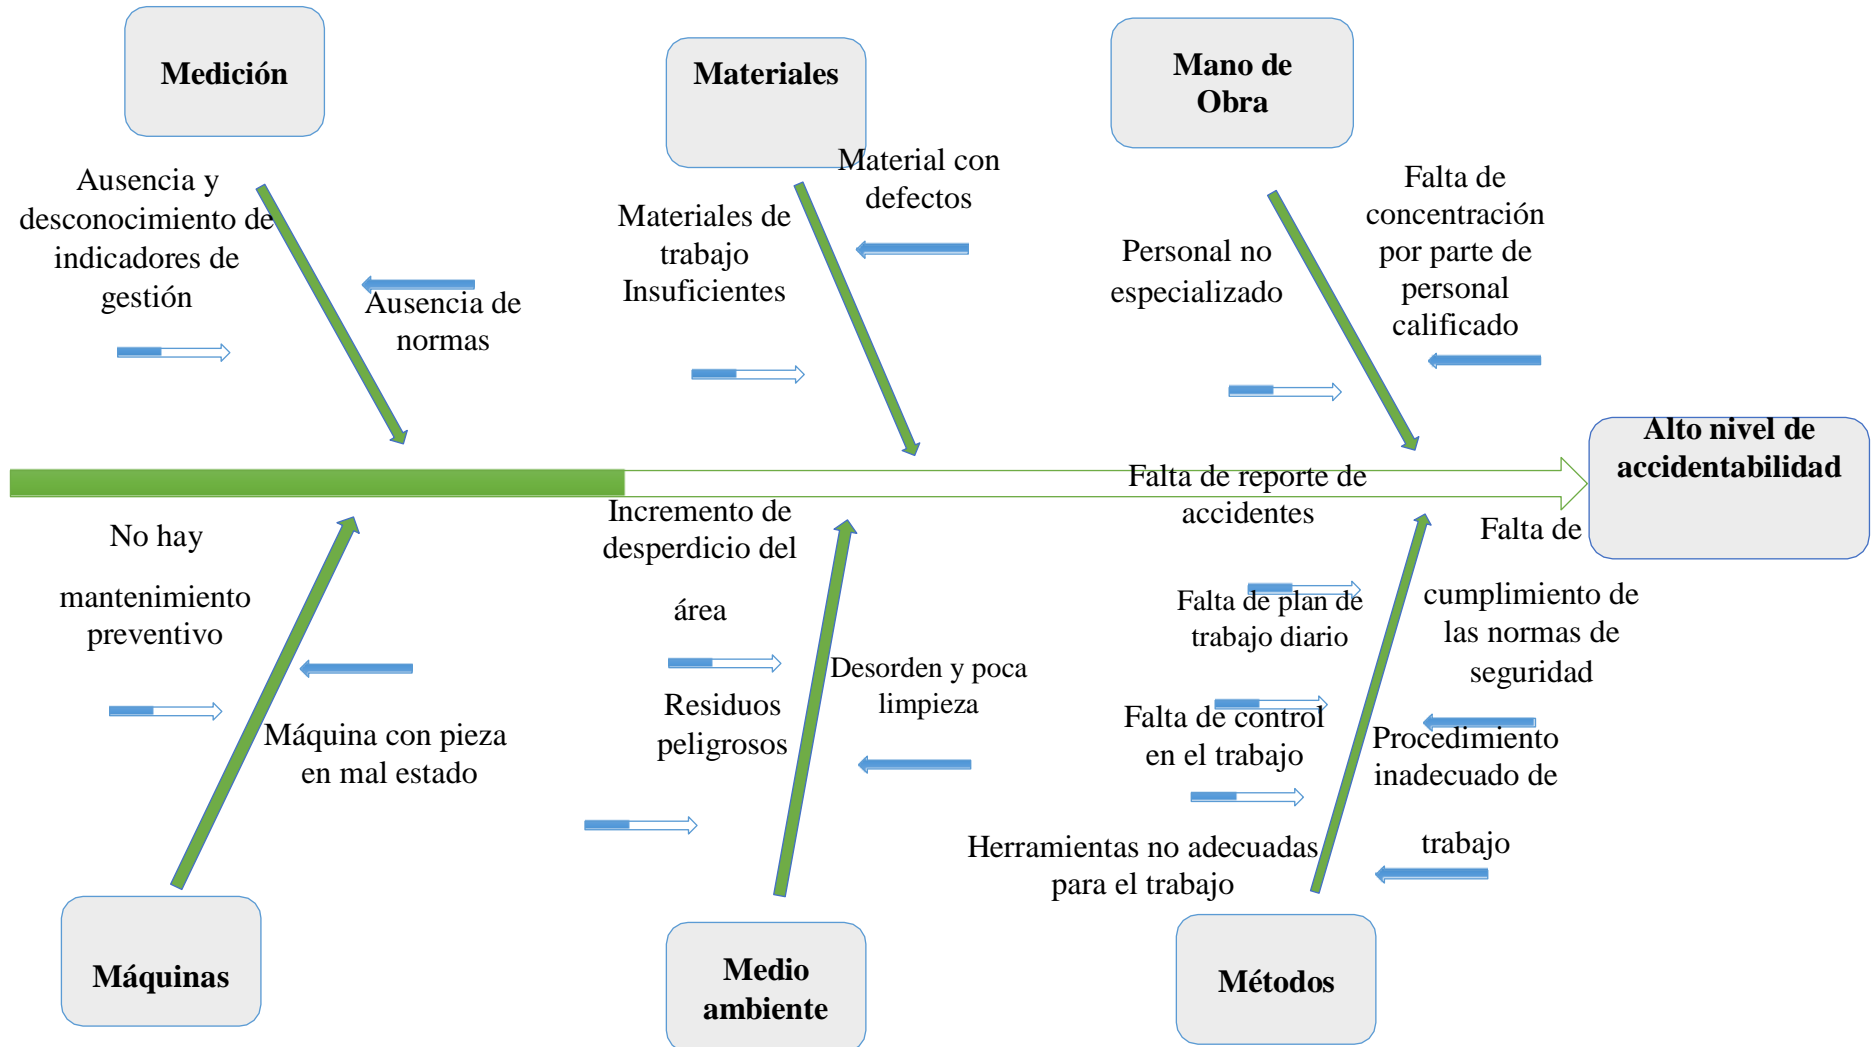 Medición
Materiales
Mano de
Obra
Ausencia y
desconocimiento de
indicadores de
gestión
Ausencia de
normas
Materiales de
trabajo
Insuficientes
Material con
defectos
Personal no
especializado
Falta de
concentración
por parte de
personal
calificado
Alto nivel de
accidentabilidad
No hay
mantenimiento
preventivo
Máquina con pieza
en mal estado
Incremento de
desperdicio del
área
Residuos
peligrosos
Desorden y poca
limpieza
Falta de reporte de
accidentes
Falta de plan de
trabajo diario
Falta de control
en el trabajo
Herramientas no adecuadas
para el trabajo
Falta de
cumplimiento de
las normas de
seguridad
Procedimiento
inadecuado de
trabajo
Máquinas
Medio
ambiente
Métodos